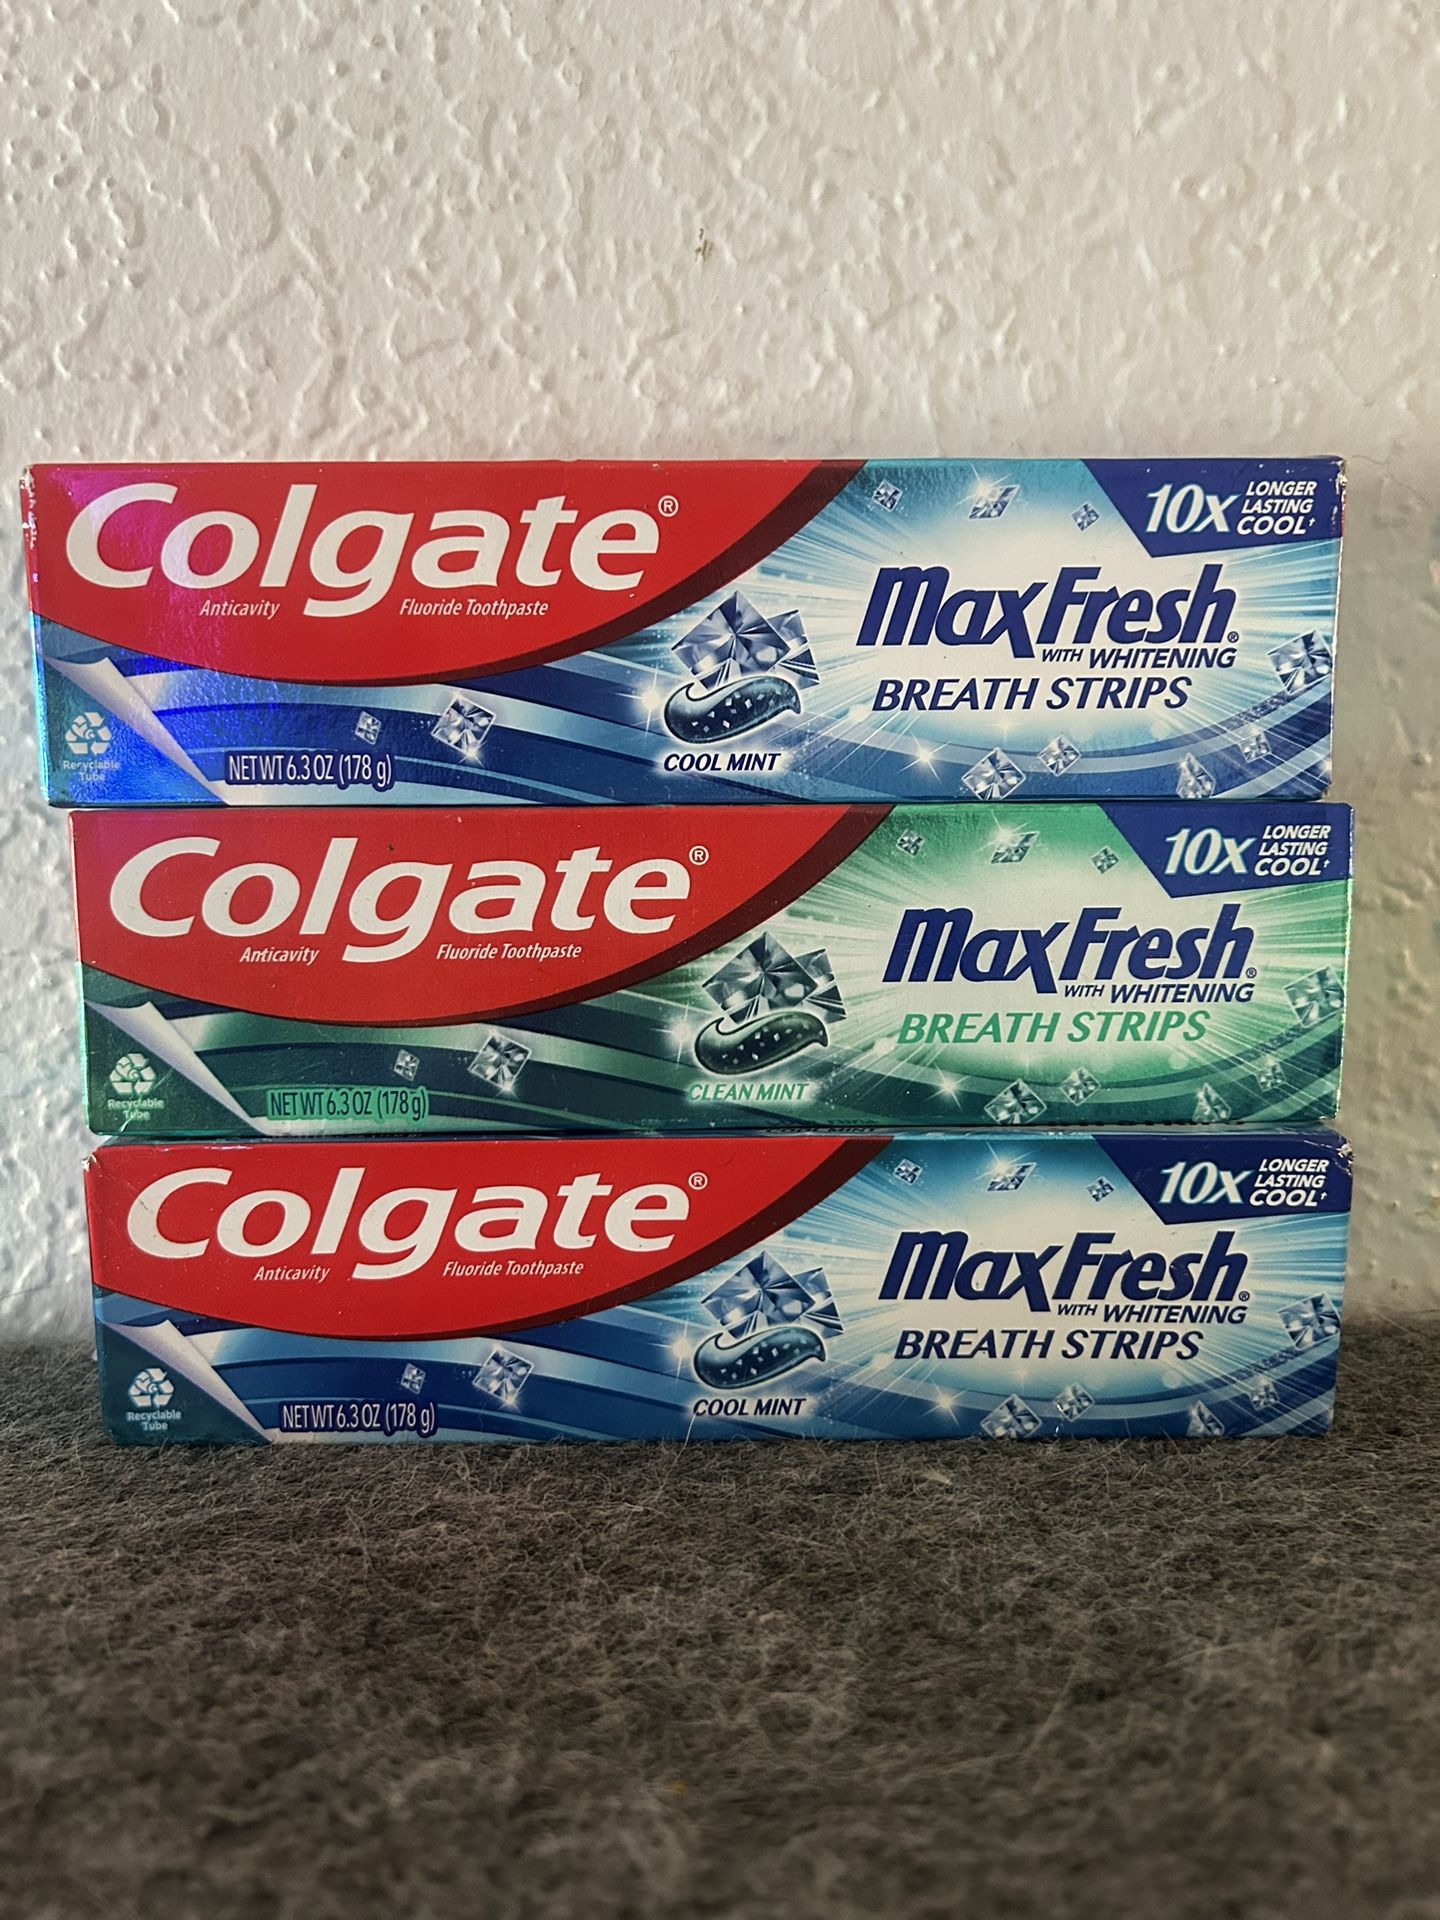 Colgate®
Anticavity Fluoride Toothpaste
10X LONGER LASTING COOL†
MaxFresh®
WITH WHITENING
BREATH STRIPS
COOL MINT
Recyclable Tube
NET WT 6.3 OZ (178 g)
Colgate®
Anticavity Fluoride Toothpaste
10X LONGER LASTING COOL†
MaxFresh®
WITH WHITENING
BREATH STRIPS
CLEAN MINT
Recyclable Tube
NET WT 6.3 OZ (178 g)
Colgate®
Anticavity Fluoride Toothpaste
10X LONGER LASTING COOL†
MaxFresh®
WITH WHITENING
BREATH STRIPS
COOL MINT
Recyclable Tube
NET WT 6.3 OZ (178 g)